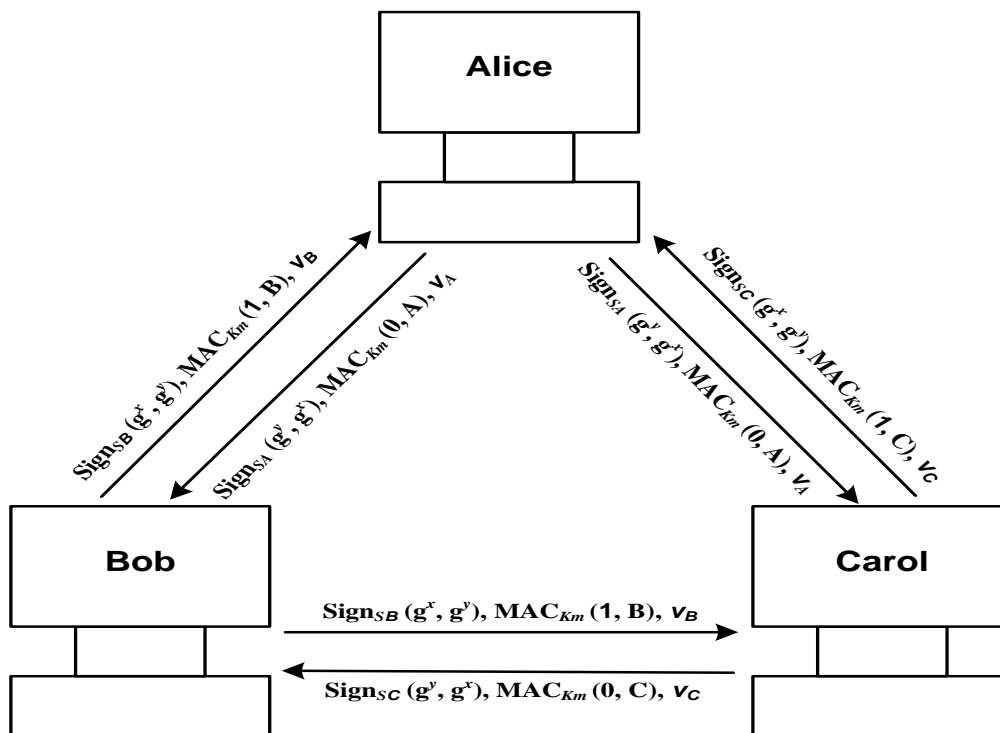 Alice
Sign_SB (g^x, g^y), MAC_Km (1, B), v_B
Sign_SA (g^y, g^x), MAC_Km (0, A), v_A
Sign_SA (g^y, g^x), MAC_Km (0, A), v_A
Sign_SC (g^x, g^y), MAC_Km (1, C), v_C
Bob
Carol
Sign_SB (g^x, g^y), MAC_Km (1, B), v_B
Sign_SC (g^y, g^x), MAC_Km (0, C), v_C